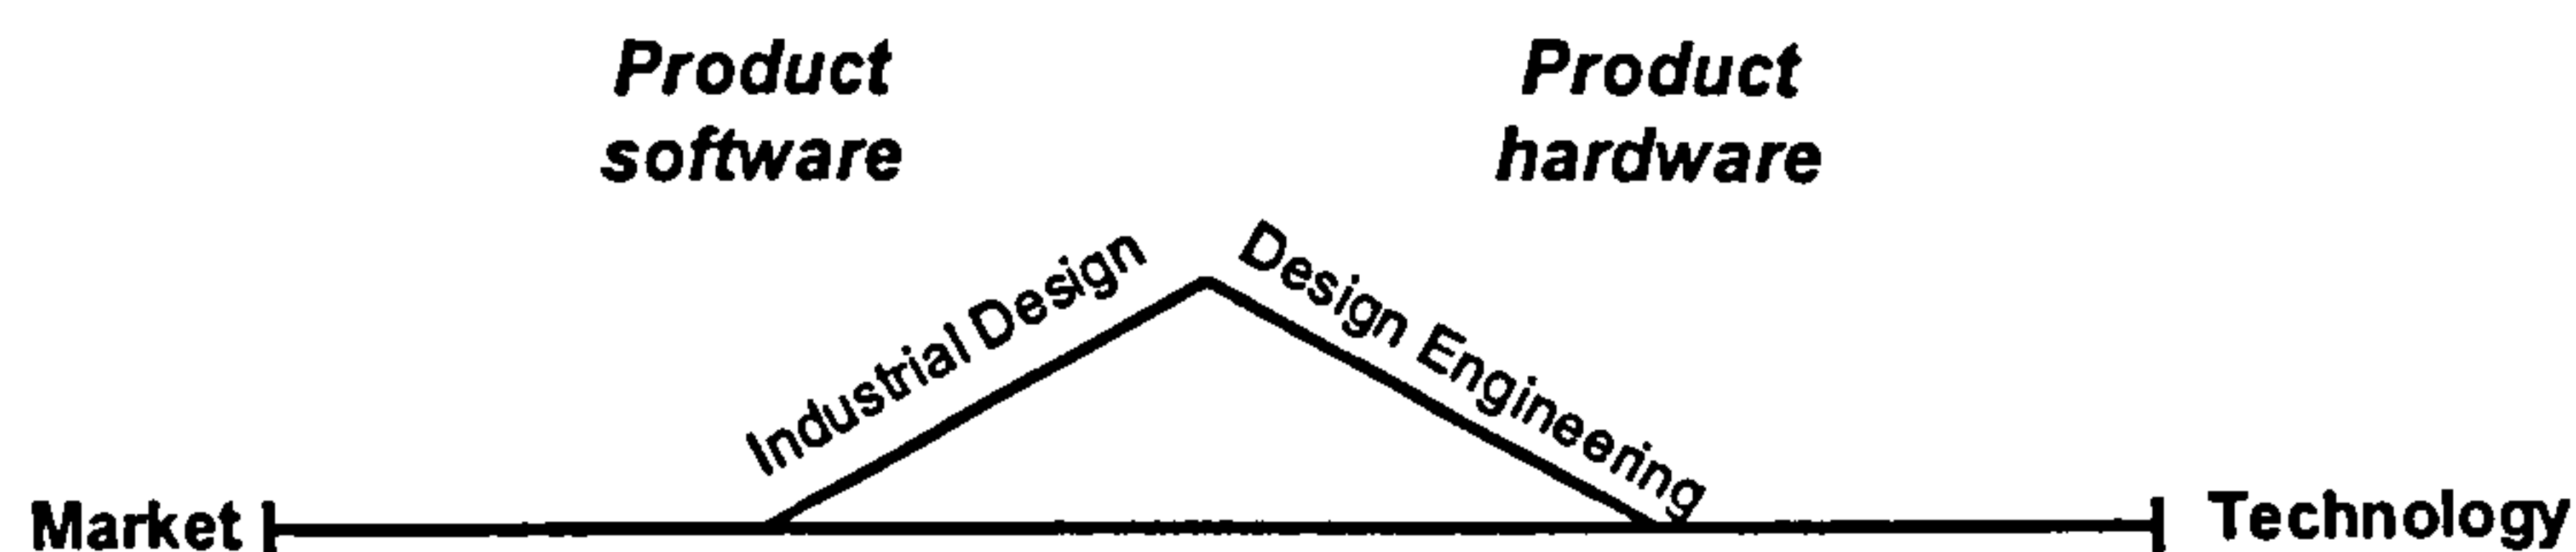 Product
software
Product
hardware
Industrial Design
Design Engineering
Market
Technology